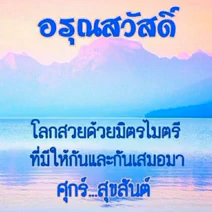 อรุณสวัสดิ์
โลกสวยด้วยมิตรไมตรี
ที่มีให้กันและกันเสมอมา
ศุกร์...สุขสันต์